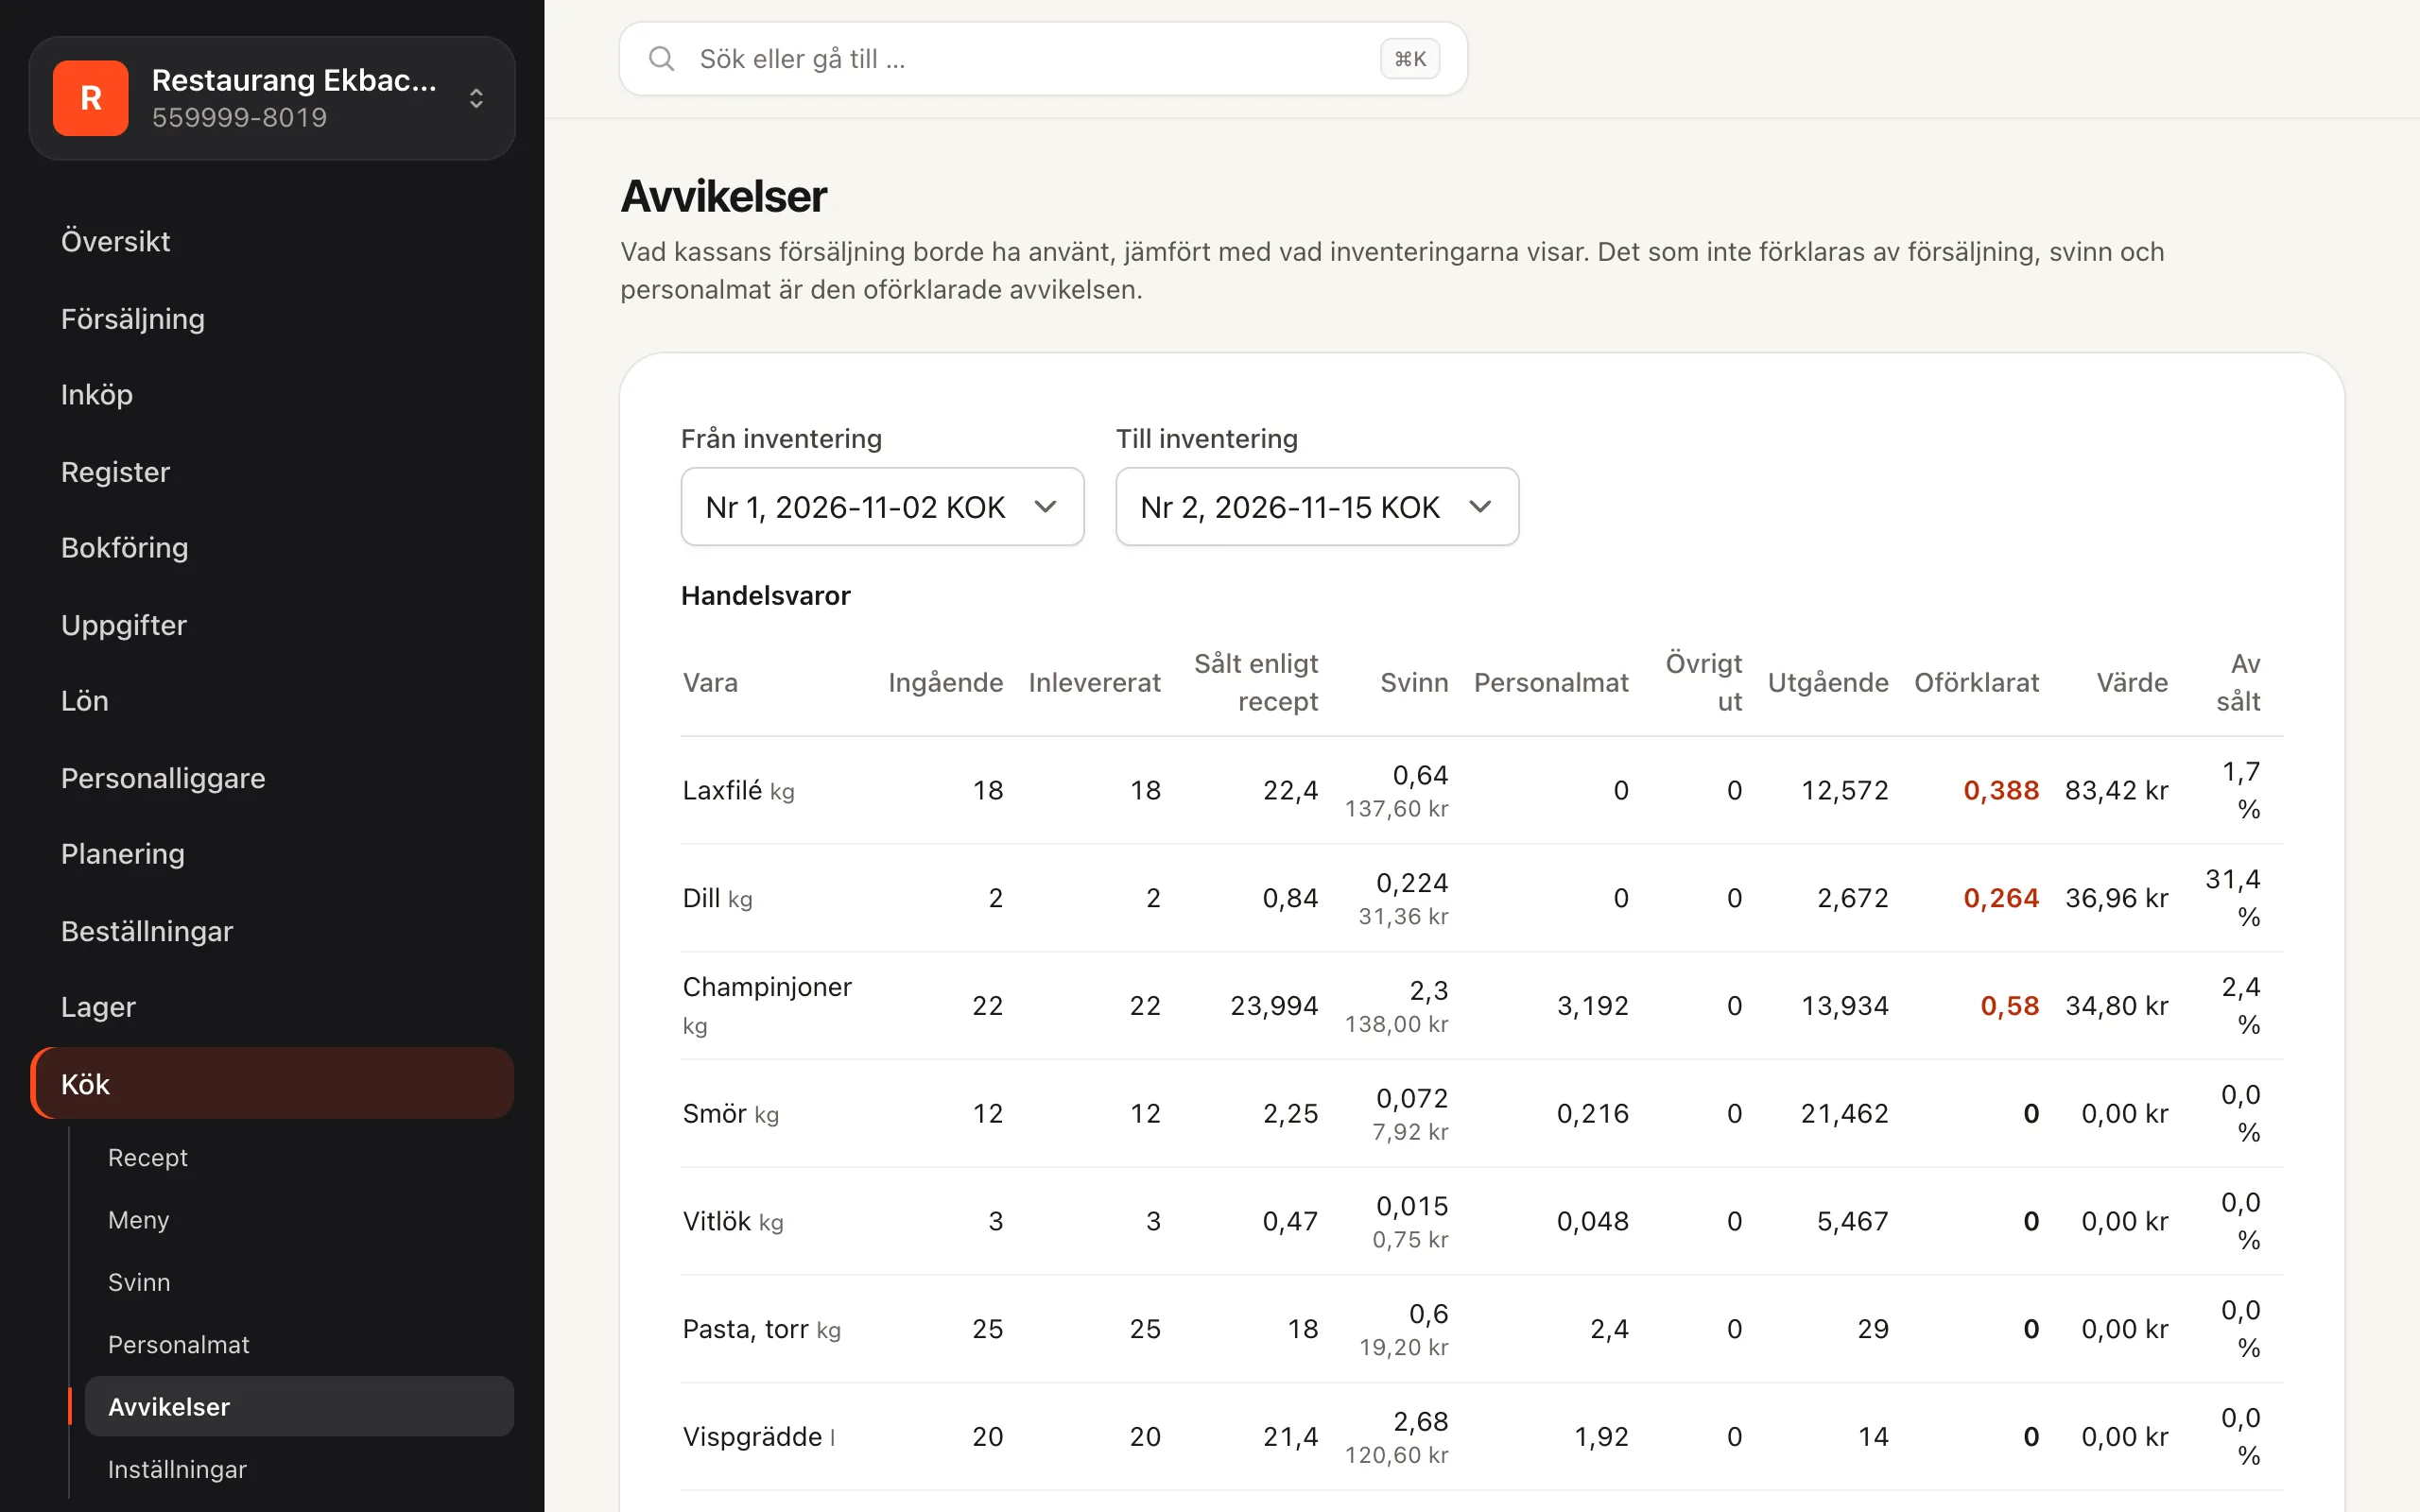 R
Restaurang Ekbac...
559999-8019
Översikt
Försäljning
Inköp
Register
Bokföring
Uppgifter
Lön
Personalliggare
Planering
Beställningar
Lager
Kök
Recept
Meny
Svinn
Personalmat
Avvikelser
Inställningar
Sök eller gå till ...
⌘K
Avvikelser
Vad kassans försäljning borde ha använt, jämfört med vad inventeringarna visar. Det som inte förklaras av försäljning, svinn och
personalmat är den oförklarade avvikelsen.
Från inventering
Till inventering
Nr 1, 2026-11-02 KOK
Nr 2, 2026-11-15 KOK
Handelsvaror
Vara Ingående Inlevererat Sålt enligt recept Svinn Personalmat Övrigt ut Utgående Oförklarat Värde Av sålt
Laxfilé kg 18 18 22,4 0,64 137,60 kr 0 0 12,572 0,388 83,42 kr 1,7 %
Dill kg 2 2 0,84 0,224 31,36 kr 0 0 2,672 0,264 36,96 kr 31,4 %
Champinjoner kg 22 22 23,994 2,3 138,00 kr 3,192 0 13,934 0,58 34,80 kr 2,4 %
Smör kg 12 12 2,25 0,072 7,92 kr 0,216 0 21,462 0 0,00 kr 0,0 %
Vitlök kg 3 3 0,47 0,015 0,75 kr 0,048 0 5,467 0 0,00 kr 0,0 %
Pasta, torr kg 25 25 18 0,6 19,20 kr 2,4 0 29 0 0,00 kr 0,0 %
Vispgrädde l 20 20 21,4 2,68 120,60 kr 1,92 0 14 0 0,00 kr 0,0 %